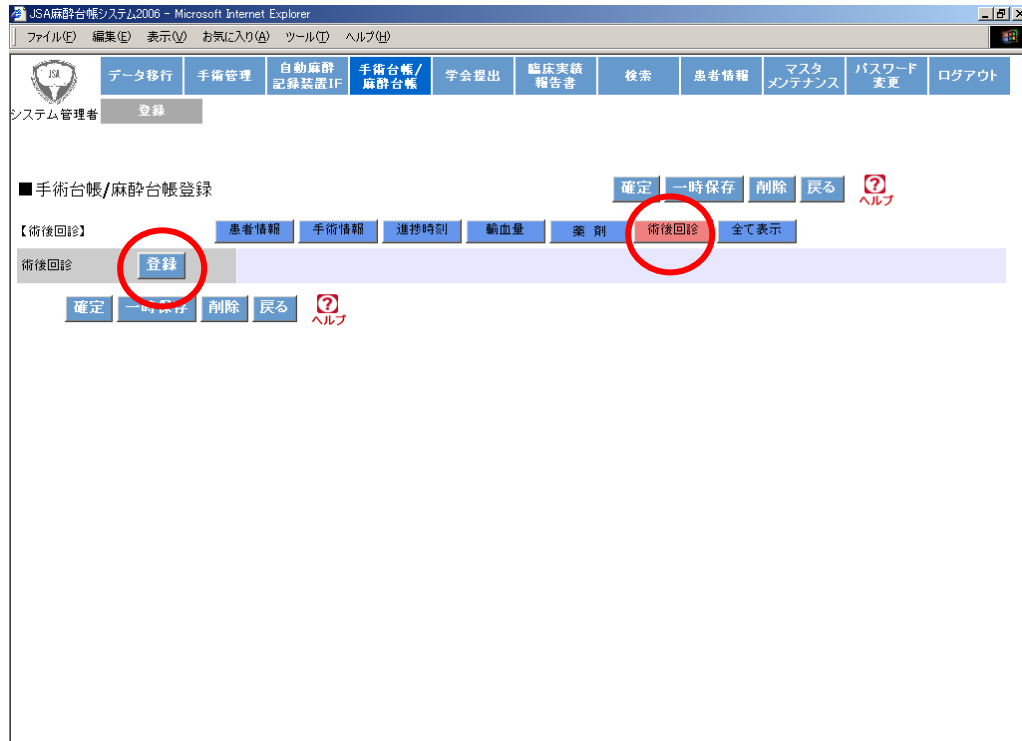 JSA麻酔台帳システム2006 - Microsoft Internet Explorer
ファイル(F) 編集(E) 表示(V) お気に入り(A) ツール(T) ヘルプ(H)
JSA
データ移行 手術管理 自動麻酔記録装置IF 手術台帳/麻酔台帳 学会提出 臨床実績報告書 検索 患者情報 マスタメンテナンス パスワード変更 ログアウト
システム管理者 登録
■手術台帳/麻酔台帳登録 確定 一時保存 削除 戻る ?ヘルプ
【術後回診】 患者情報 手術情報 進捗時刻 輸血量 薬 剤 術後回診 全て表示
術後回診 登録
確定 一時保存 削除 戻る ?ヘルプ